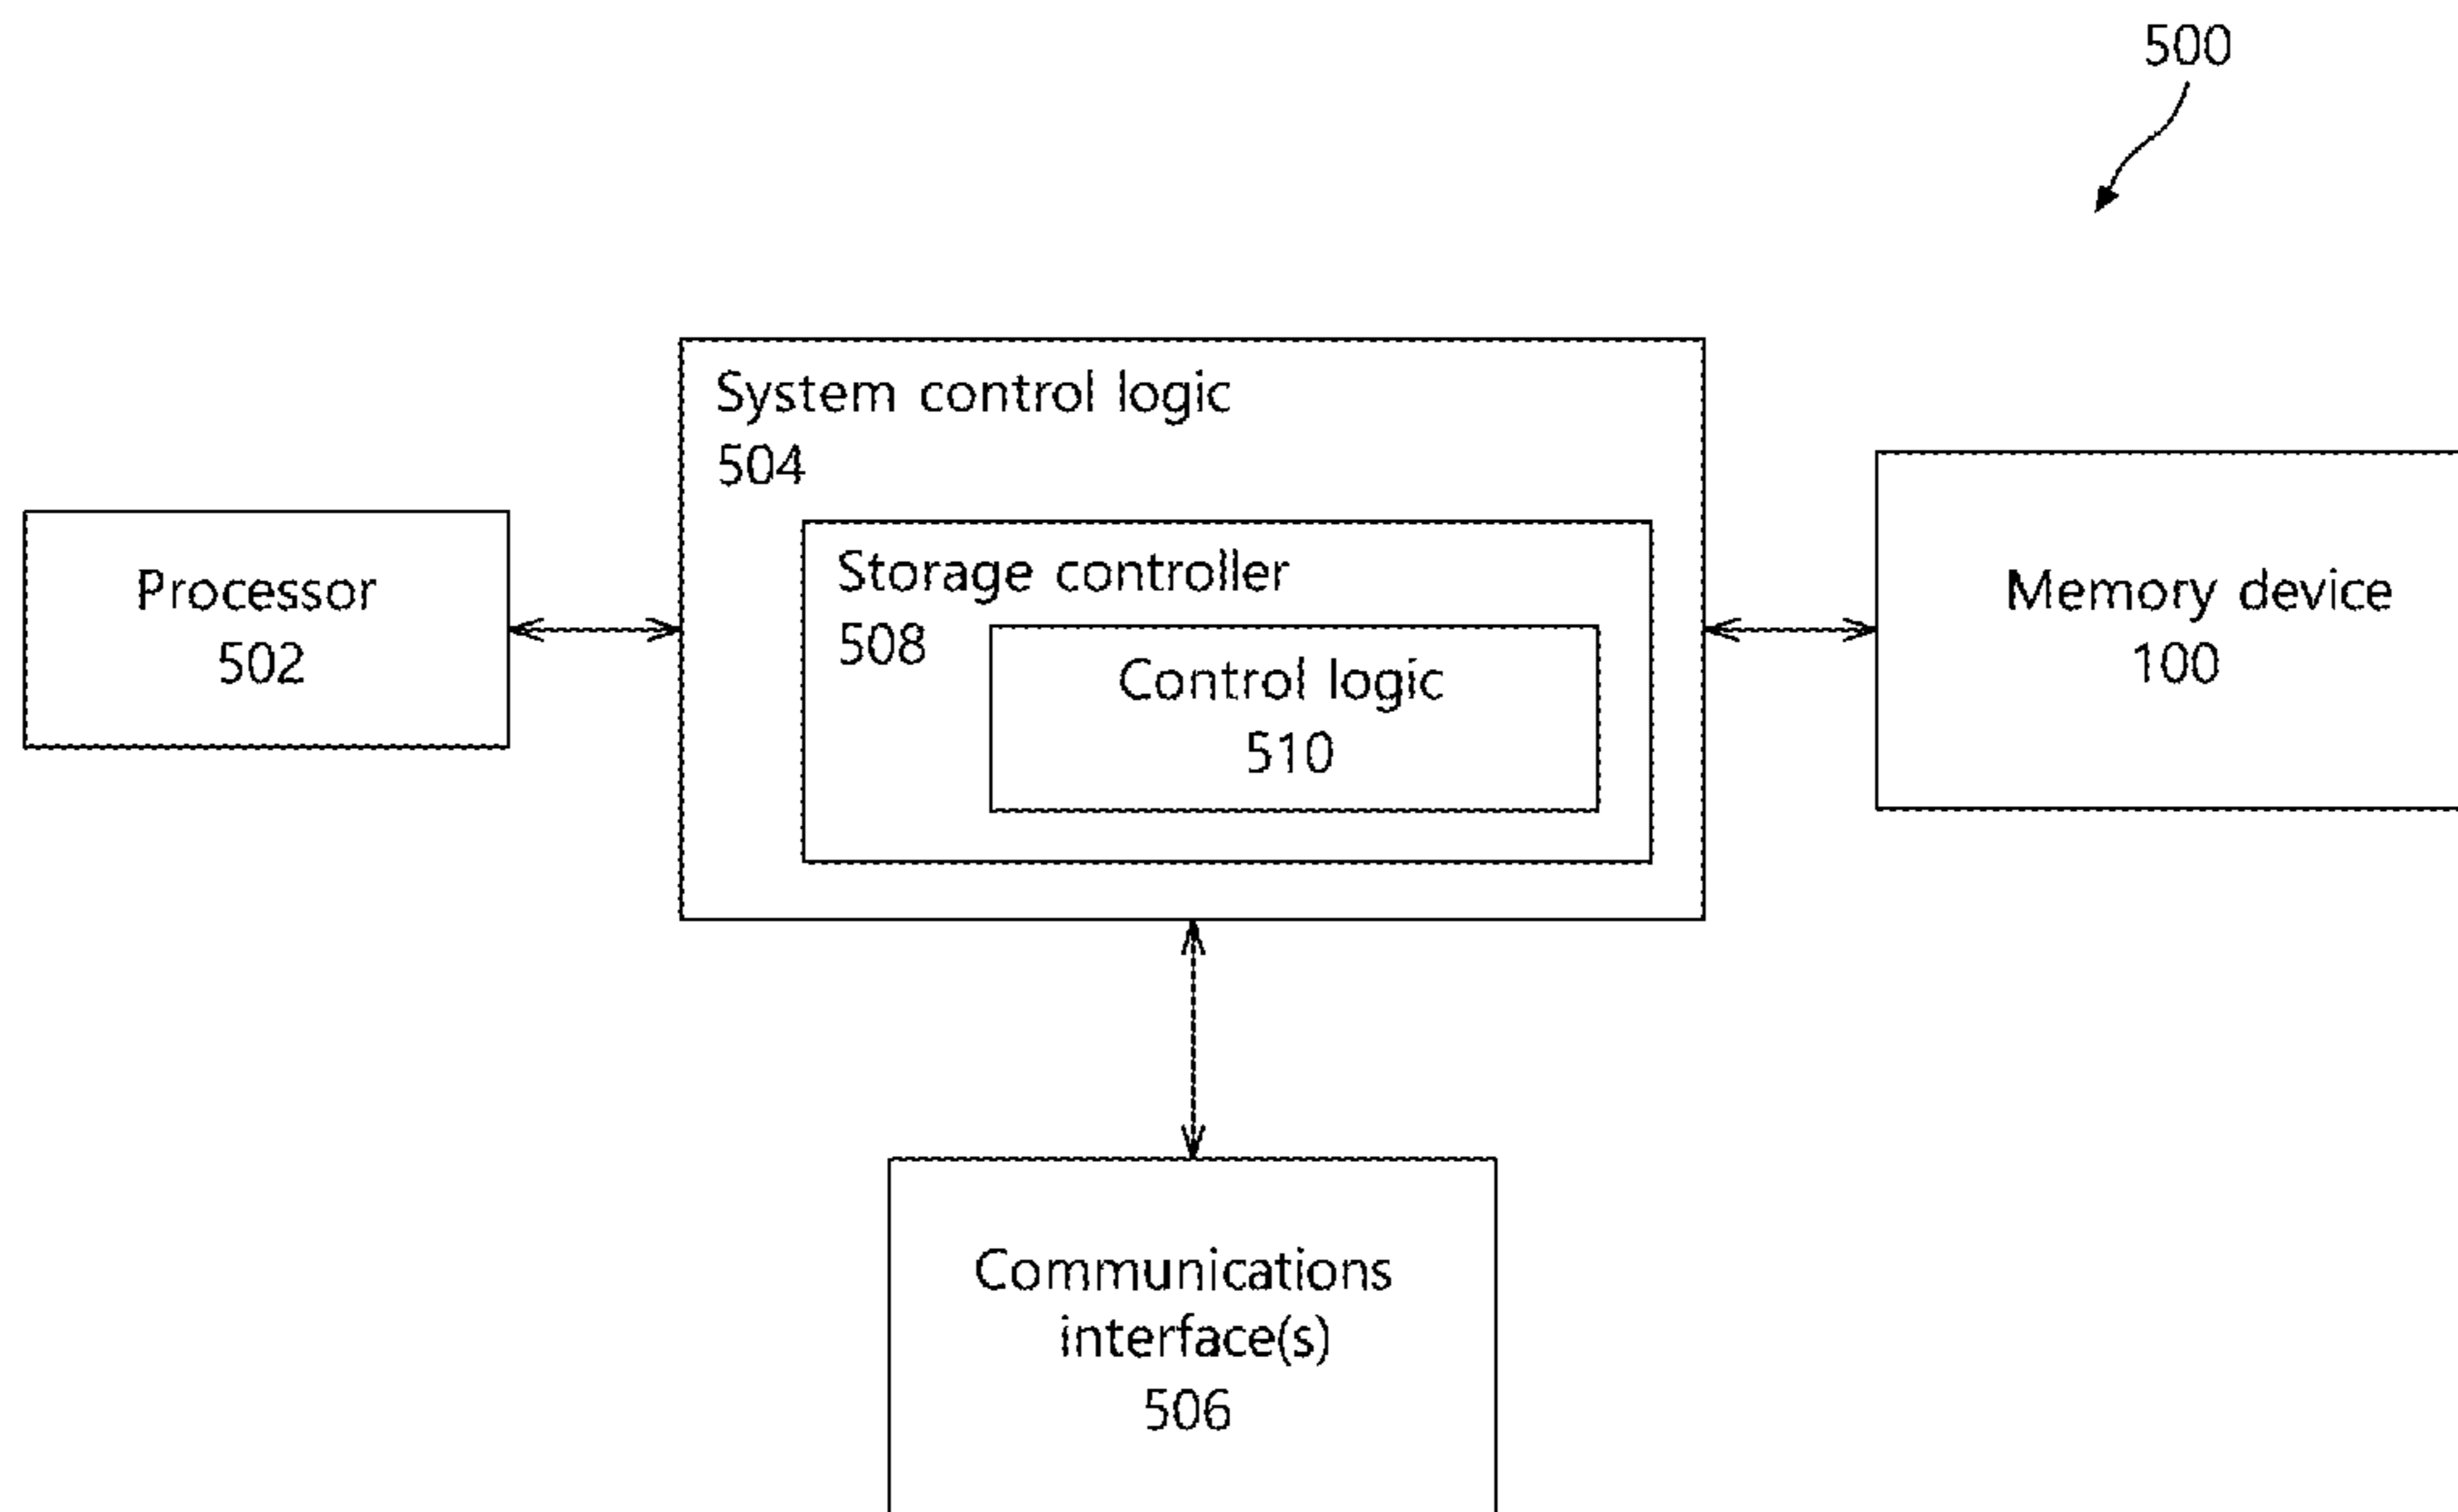 500
System control logic
504
Storage controller
508
Control logic
510
Processor
502
Memory device
100
Communications
interface(s)
506